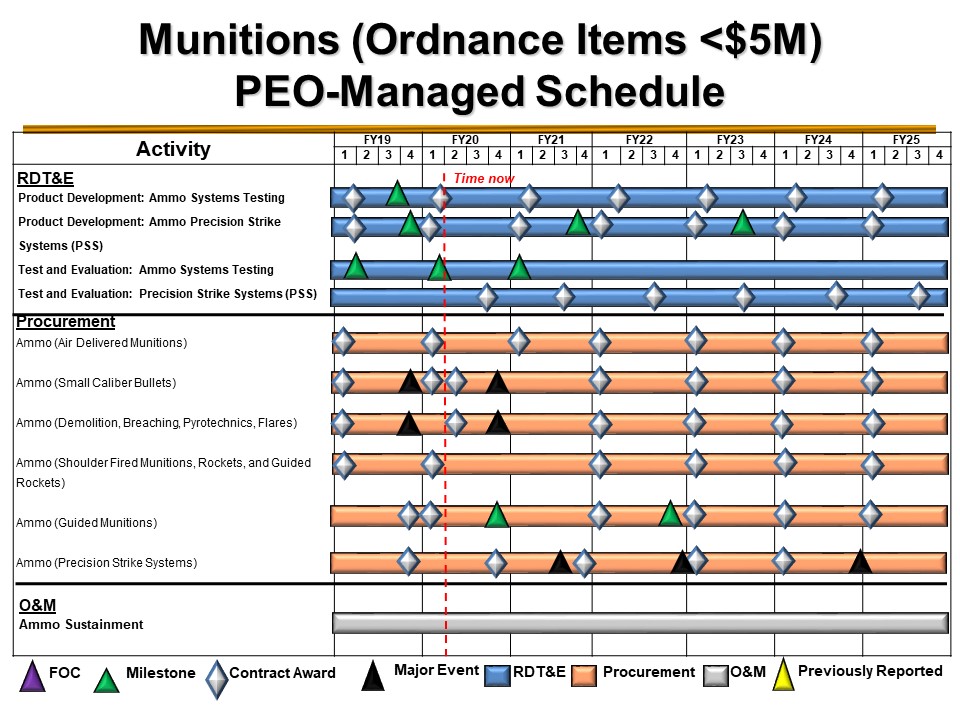 Munitions (Ordnance Items <$5M)
PEO-Managed Schedule
Activity
FY19 FY20 FY21 FY22 FY23 FY24 FY25
1 2 3 4 1 2 3 4 1 2 3 4 1 2 3 4 1 2 3 4 1 2 3 4 1 2 3 4
RDT&E
Time now
Product Development: Ammo Systems Testing
Product Development: Ammo Precision Strike
Systems (PSS)
Test and Evaluation: Ammo Systems Testing
Test and Evaluation: Precision Strike Systems (PSS)
Procurement
Ammo (Air Delivered Munitions)
Ammo (Small Caliber Bullets)
Ammo (Demolition, Breaching, Pyrotechnics, Flares)
Ammo (Shoulder Fired Munitions, Rockets, and Guided
Rockets)
Ammo (Guided Munitions)
Ammo (Precision Strike Systems)
O&M
Ammo Sustainment
FOC Milestone Contract Award Major Event RDT&E Procurement O&M Previously Reported